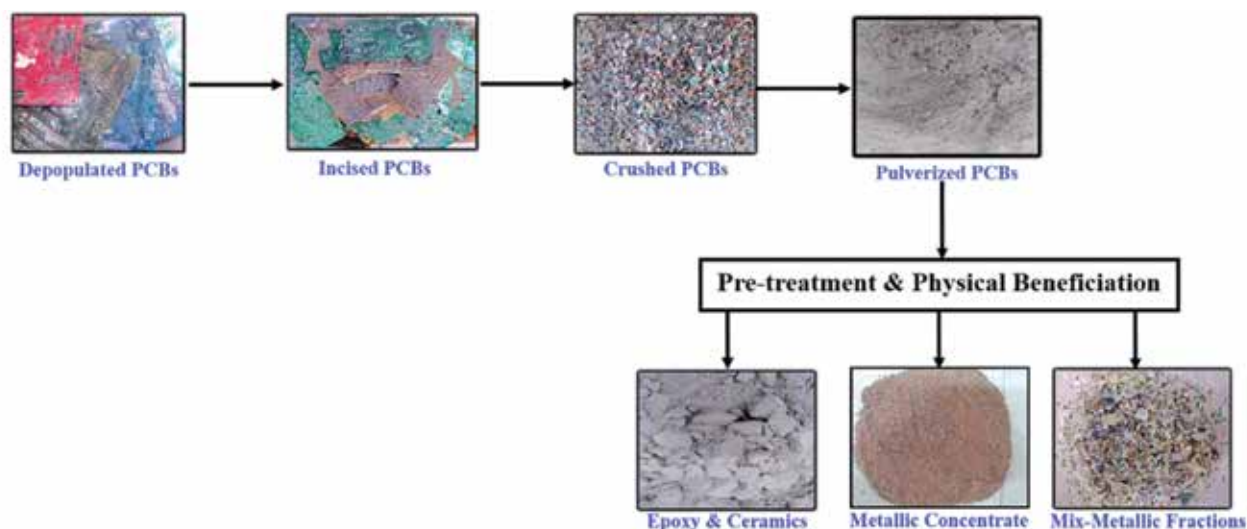 Depopulated PCBs
Incised PCBs
Crushed PCBs
Pulverized PCBs
Pre-treatment & Physical Beneficiation
Epoxy & Ceramics
Metallic Concentrate
Mix-Metallic Fractions